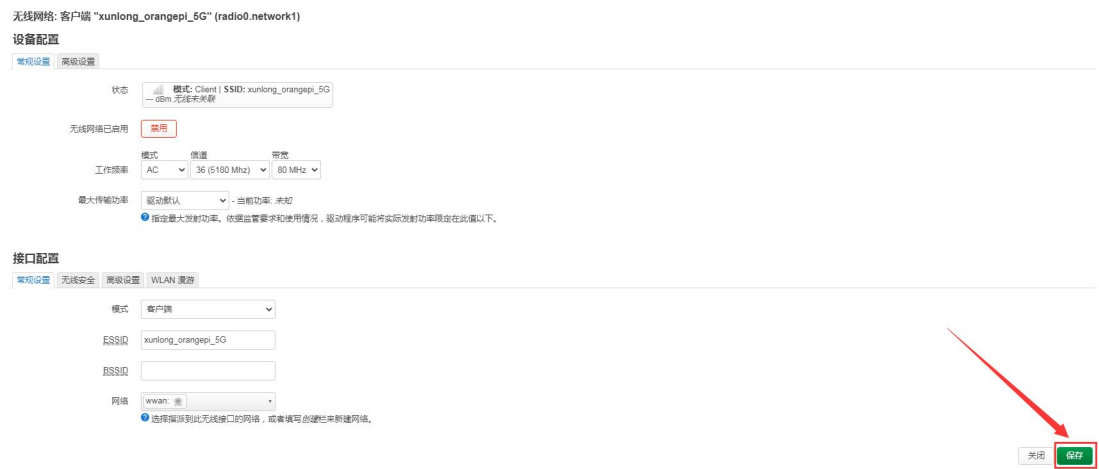 无线网络: 客户端 "xunlong_orangepi_5G" (radio0.network1)
设备配置
常规设置 高级设置
状态 模式: Client | SSID: xunlong_orangepi_5G
--- dBm 无线未关联
无线网络已启用 禁用
模式 信道 带宽
工作频率 AC 36 (5180 Mhz) 80 MHz
最大传输功率 驱动默认 - 当前功率: 未知
指定最大发射功率。依据监管要求和使用情况，驱动程序可能将实际发射功率限定在此值以下。
接口配置
常规设置 无线安全 高级设置 WLAN 漫游
模式 客户端
ESSID xunlong_orangepi_5G
BSSID
网络 wwan:
选择指派到此无线接口的网络，或者填写创建栏来新建网络。
关闭 保存